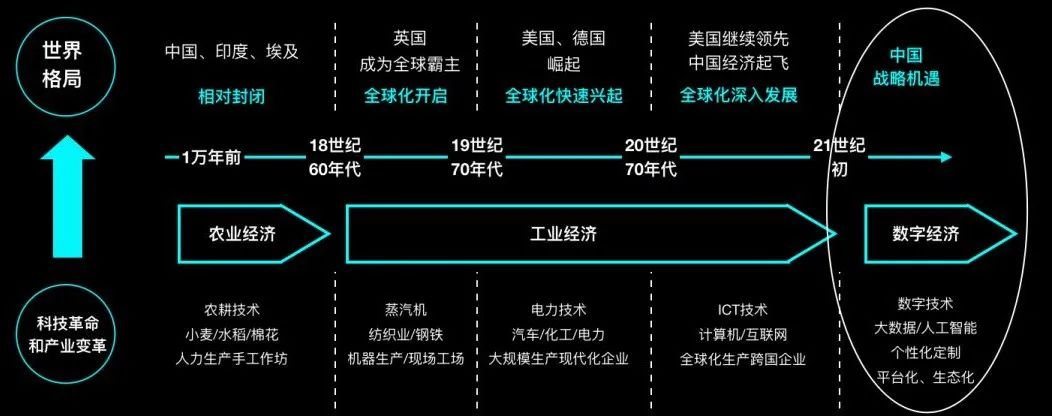 世界
格局
中国、印度、埃及
相对封闭
英国
成为全球霸主
全球化开启
美国、德国
崛起
全球化快速兴起
美国继续领先
中国经济起飞
全球化深入发展
中国
战略机遇
1万年前
18世纪
60年代
19世纪
70年代
20世纪
70年代
21世纪
初
农业经济
工业经济
数字经济
科技革命
和产业变革
农耕技术
小麦/水稻/棉花
人力生产手工作坊
蒸汽机
纺织业/钢铁
机器生产/现场工场
电力技术
汽车/化工/电力
大规模生产现代化企业
ICT技术
计算机/互联网
全球化生产跨国企业
数字技术
大数据/人工智能
个性化定制
平台化、生态化